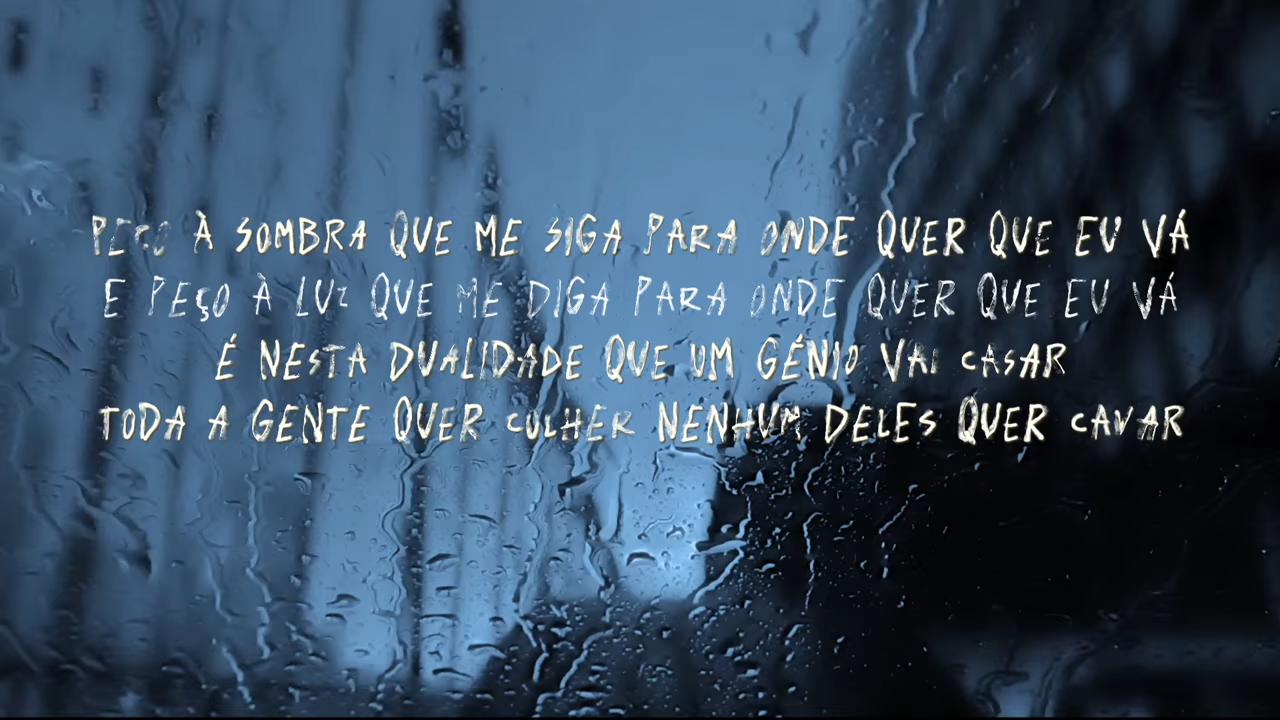 PEÇO À SOMBRA QUE ME SIGA PARA ONDE QUER QUE EU VÁ
E PEÇO À LUZ QUE ME DIGA PARA ONDE QUER QUE EU VÁ
É NESTA DUALIDADE QUE UM GÉNIO VAI CASAR
TODA A GENTE QUER CULHER NENHUM DELES QUER CAVAR